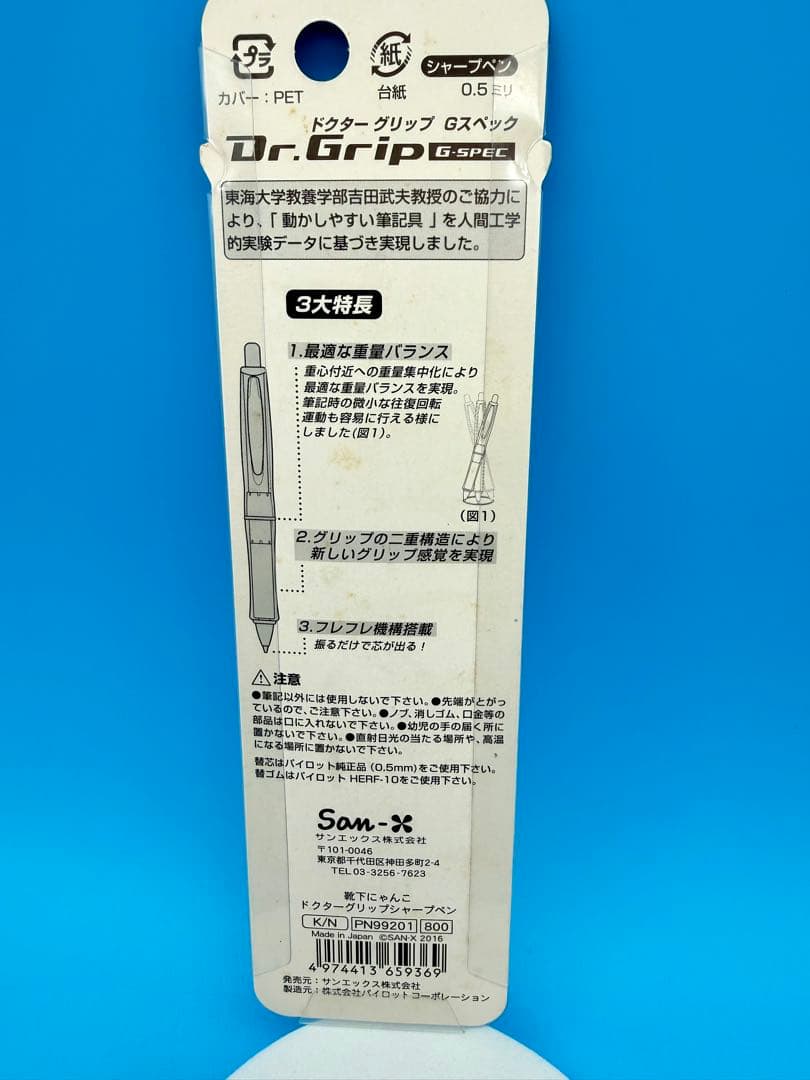 プラ
紙
シャープペン
カバー：PET
台紙
0.5ミリ
ドクター グリップ Gスペック
Dr.Grip G-SPEC
東海大学教養学部吉田武夫教授のご協力に
より、「 動かしやすい筆記具 」を人間工学
的実験データに基づき実現しました。
3大特長
1.最適な重量バランス
重心付近への重量集中化により
最適な重量バランスを実現。
筆記時の微小な往復回転
運動も容易に行える様に
しました(図1)。
(図1)
2.グリップの二重構造により
新しいグリップ感覚を実現
3.フレフレ機構搭載
振るだけで芯が出る！
⚠注意
●筆記以外には使用しないで下さい。●先端がとがっ
ているので、ご注意下さい。●ノブ、消しゴム、口金等の
部品は口に入れないで下さい。●幼児の手の届く所に
置かないで下さい。●直射日光の当たる場所や、高温
になる場所に置かないで下さい。
替芯はパイロット純正品（0.5mm）をご使用下さい。
替ゴムはパイロット HERF-10をご使用下さい。
San-X
サンエックス株式会社
〒101-0046
東京都千代田区神田多町2-4
TEL 03-3256-7623
靴下にゃんこ
ドクターグリップシャープペン
K/N PN99201 800
Made in Japan ©SAN-X 2016
4 974413 659369
発売元：サンエックス株式会社
製造元：株式会社パイロットコーポレーション